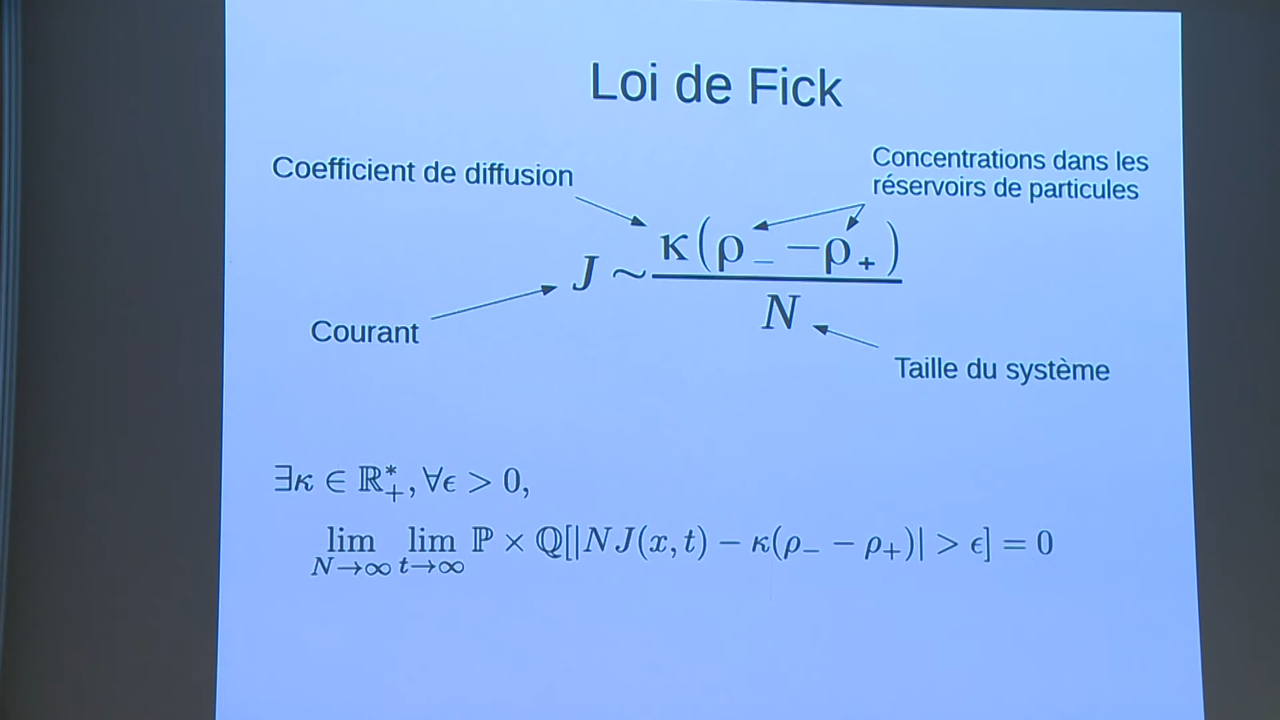 Loi de Fick
Coefficient de diffusion
Concentrations dans les
réservoirs de particules
J ~ κ(ρ₋ − ρ₊) / N
Courant
Taille du système
∃κ ∈ ℝ₊*, ∀ϵ > 0,
lim_{N→∞} lim_{t→∞} ℙ × ℚ[|NJ(x, t) − κ(ρ₋ − ρ₊)| > ϵ] = 0